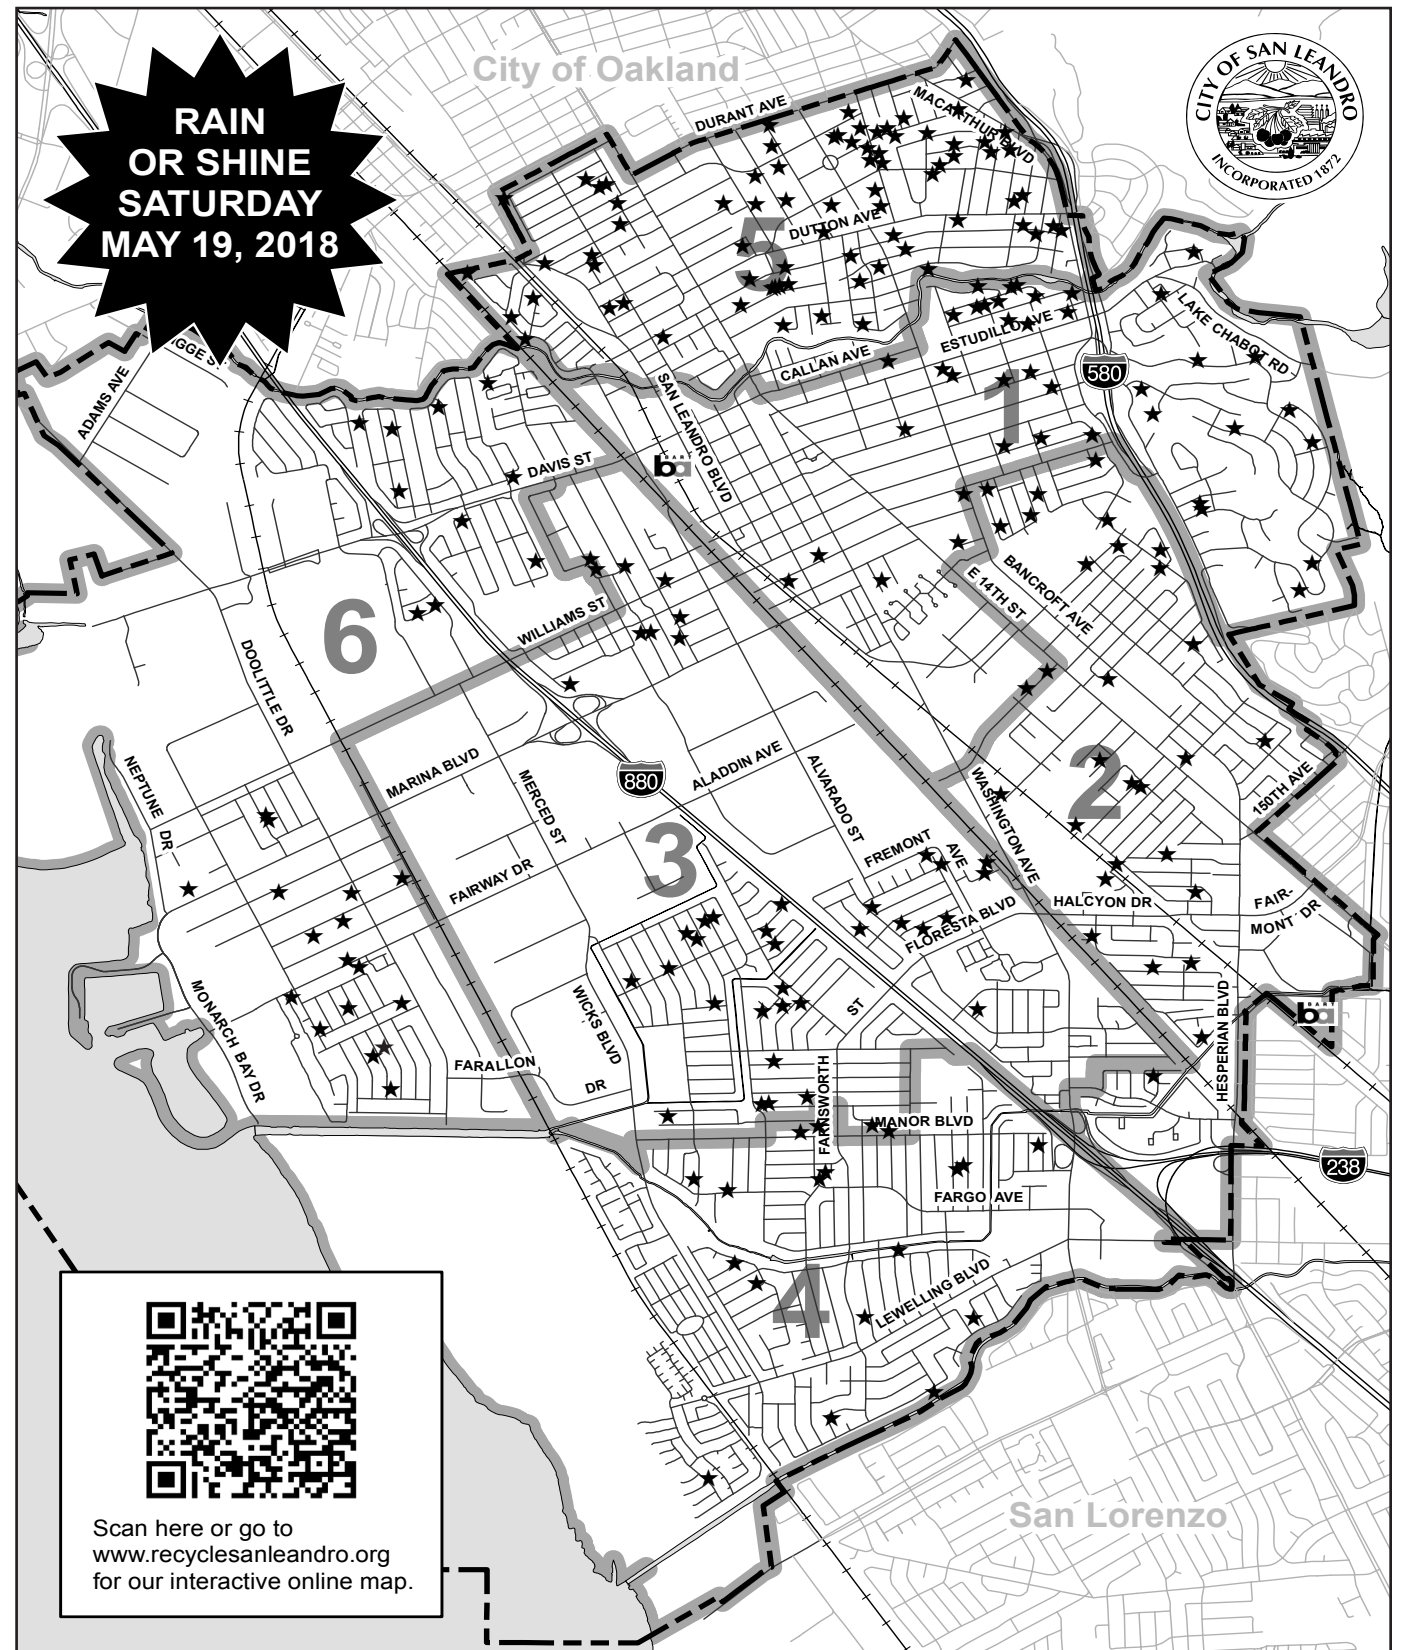 City of Oakland
RAIN
OR SHINE
SATURDAY
MAY 19, 2018
CITY OF SAN LEANDRO
INCORPORATED 1872
DURANT AVE
MACARTHUR BLVD
DUTTON AVE
5
LAKE CHABOT RD
ESTUDILLO AVE
CALLAN AVE
580
ADAMS AVE
SAN LEANDRO BLVD
1
DAVIS ST
BART
ba
BANCROFT AVE
E 14TH ST
WILLIAMS ST
6
DOOLITTLE DR
NEPTUNE DR
MARINA BLVD
MERCED ST
880
ALADDIN AVE
ALVARADO ST
WASHINGTON AVE
2
150TH AVE
3
FREMONT AVE
FAIRWAY DR
FLORESTA BLVD
HALCYON DR
FAIR-
MONT DR
MONARCH BAY DR
WICKS BLVD
ST
HESPERIAN BLVD
BART
ba
FARALLON
DR
FARNSWORTH
MANOR BLVD
238
FARGO AVE
4
LEWELLING BLVD
San Lorenzo
Scan here or go to
www.recyclesanleandro.org
for our interactive online map.